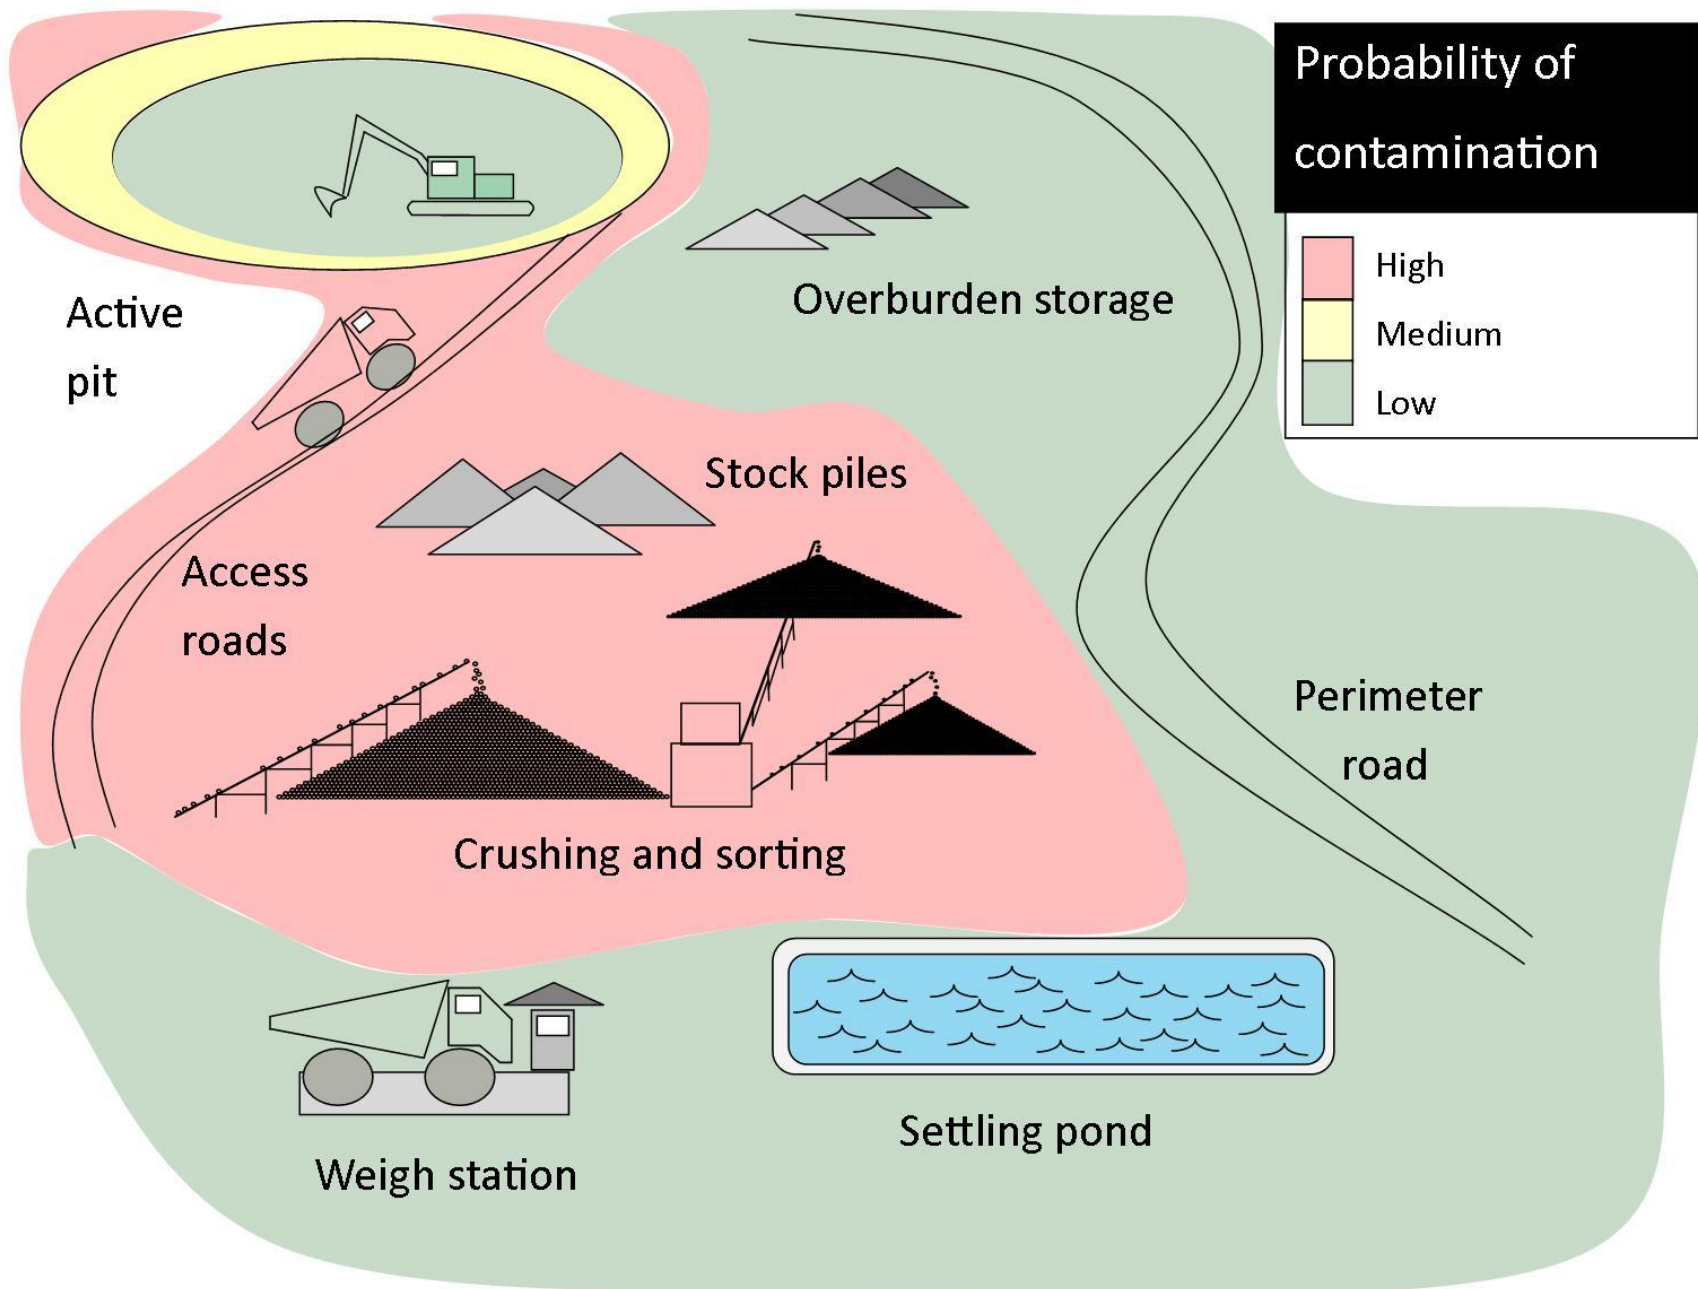 Probability of
contamination
High
Medium
Low
Active
pit
Overburden storage
Stock piles
Access
roads
Perimeter
road
Crushing and sorting
Settling pond
Weigh station